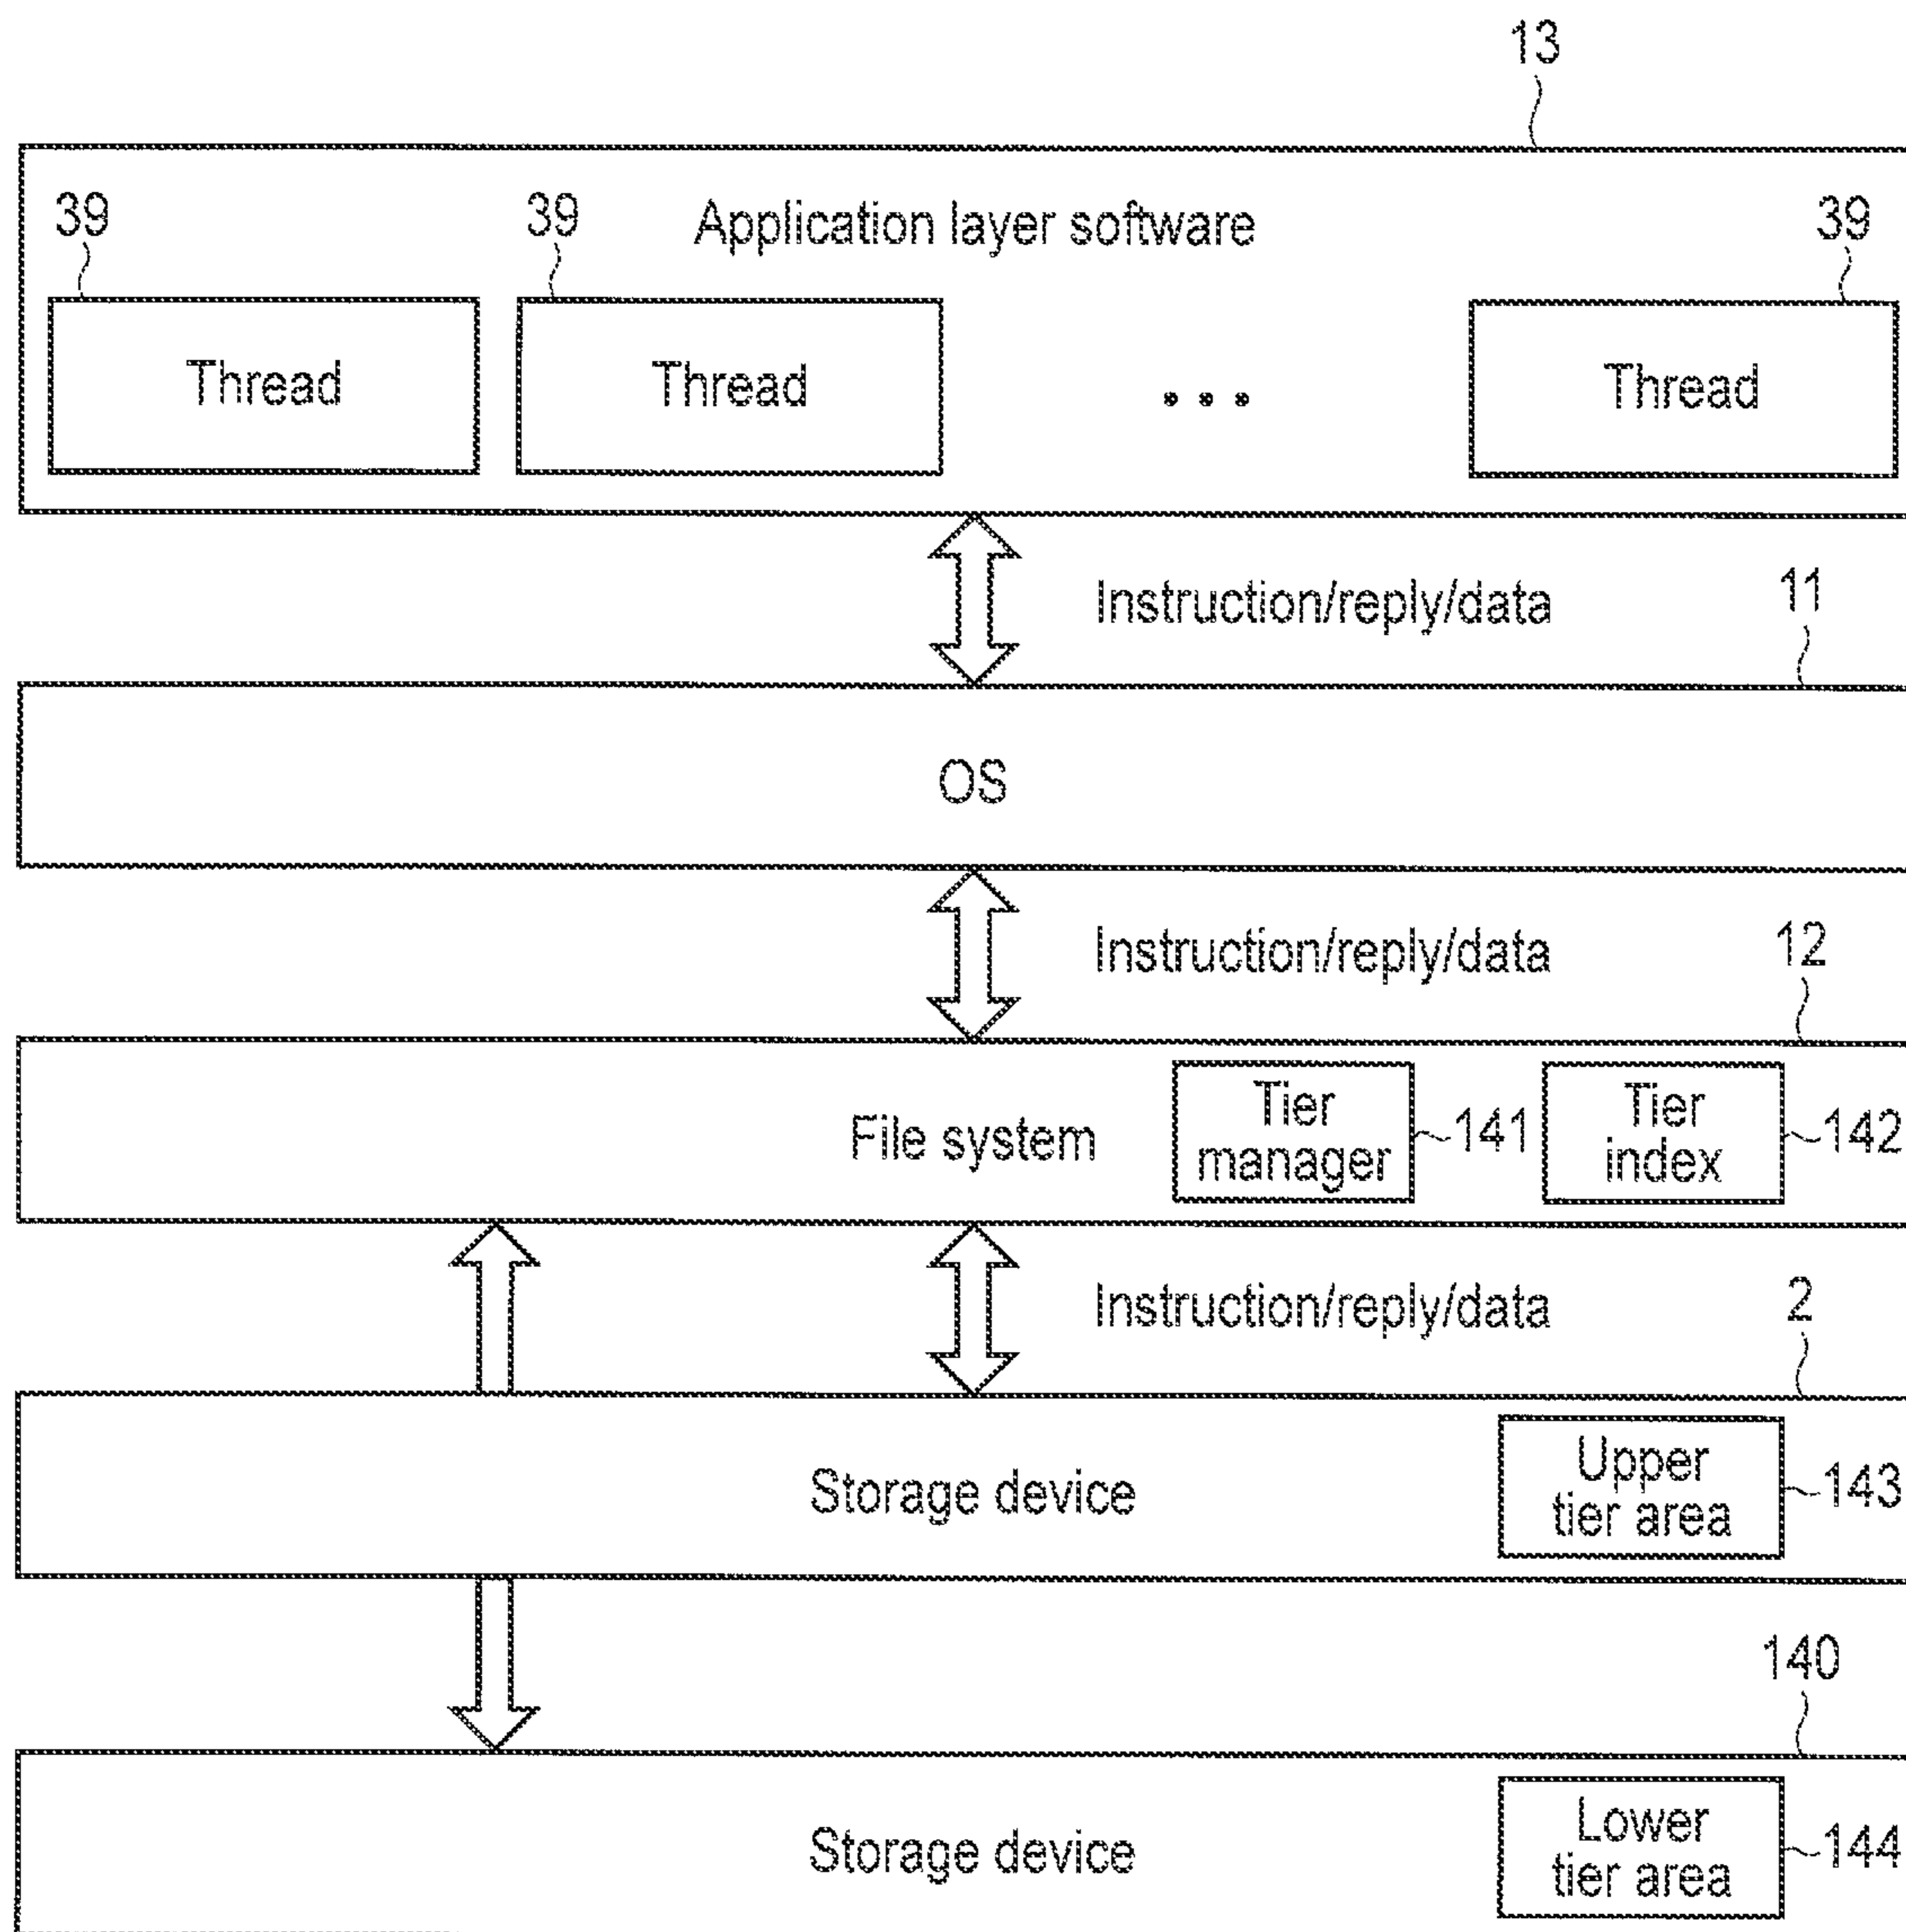 13
39
39
39
Application layer software
Thread
Thread
...
Thread
Instruction/reply/data
11
OS
Instruction/reply/data
12
File system
Tier
manager
141
Tier
index
142
Instruction/reply/data
2
Storage device
Upper
tier area
143
140
Storage device
Lower
tier area
144